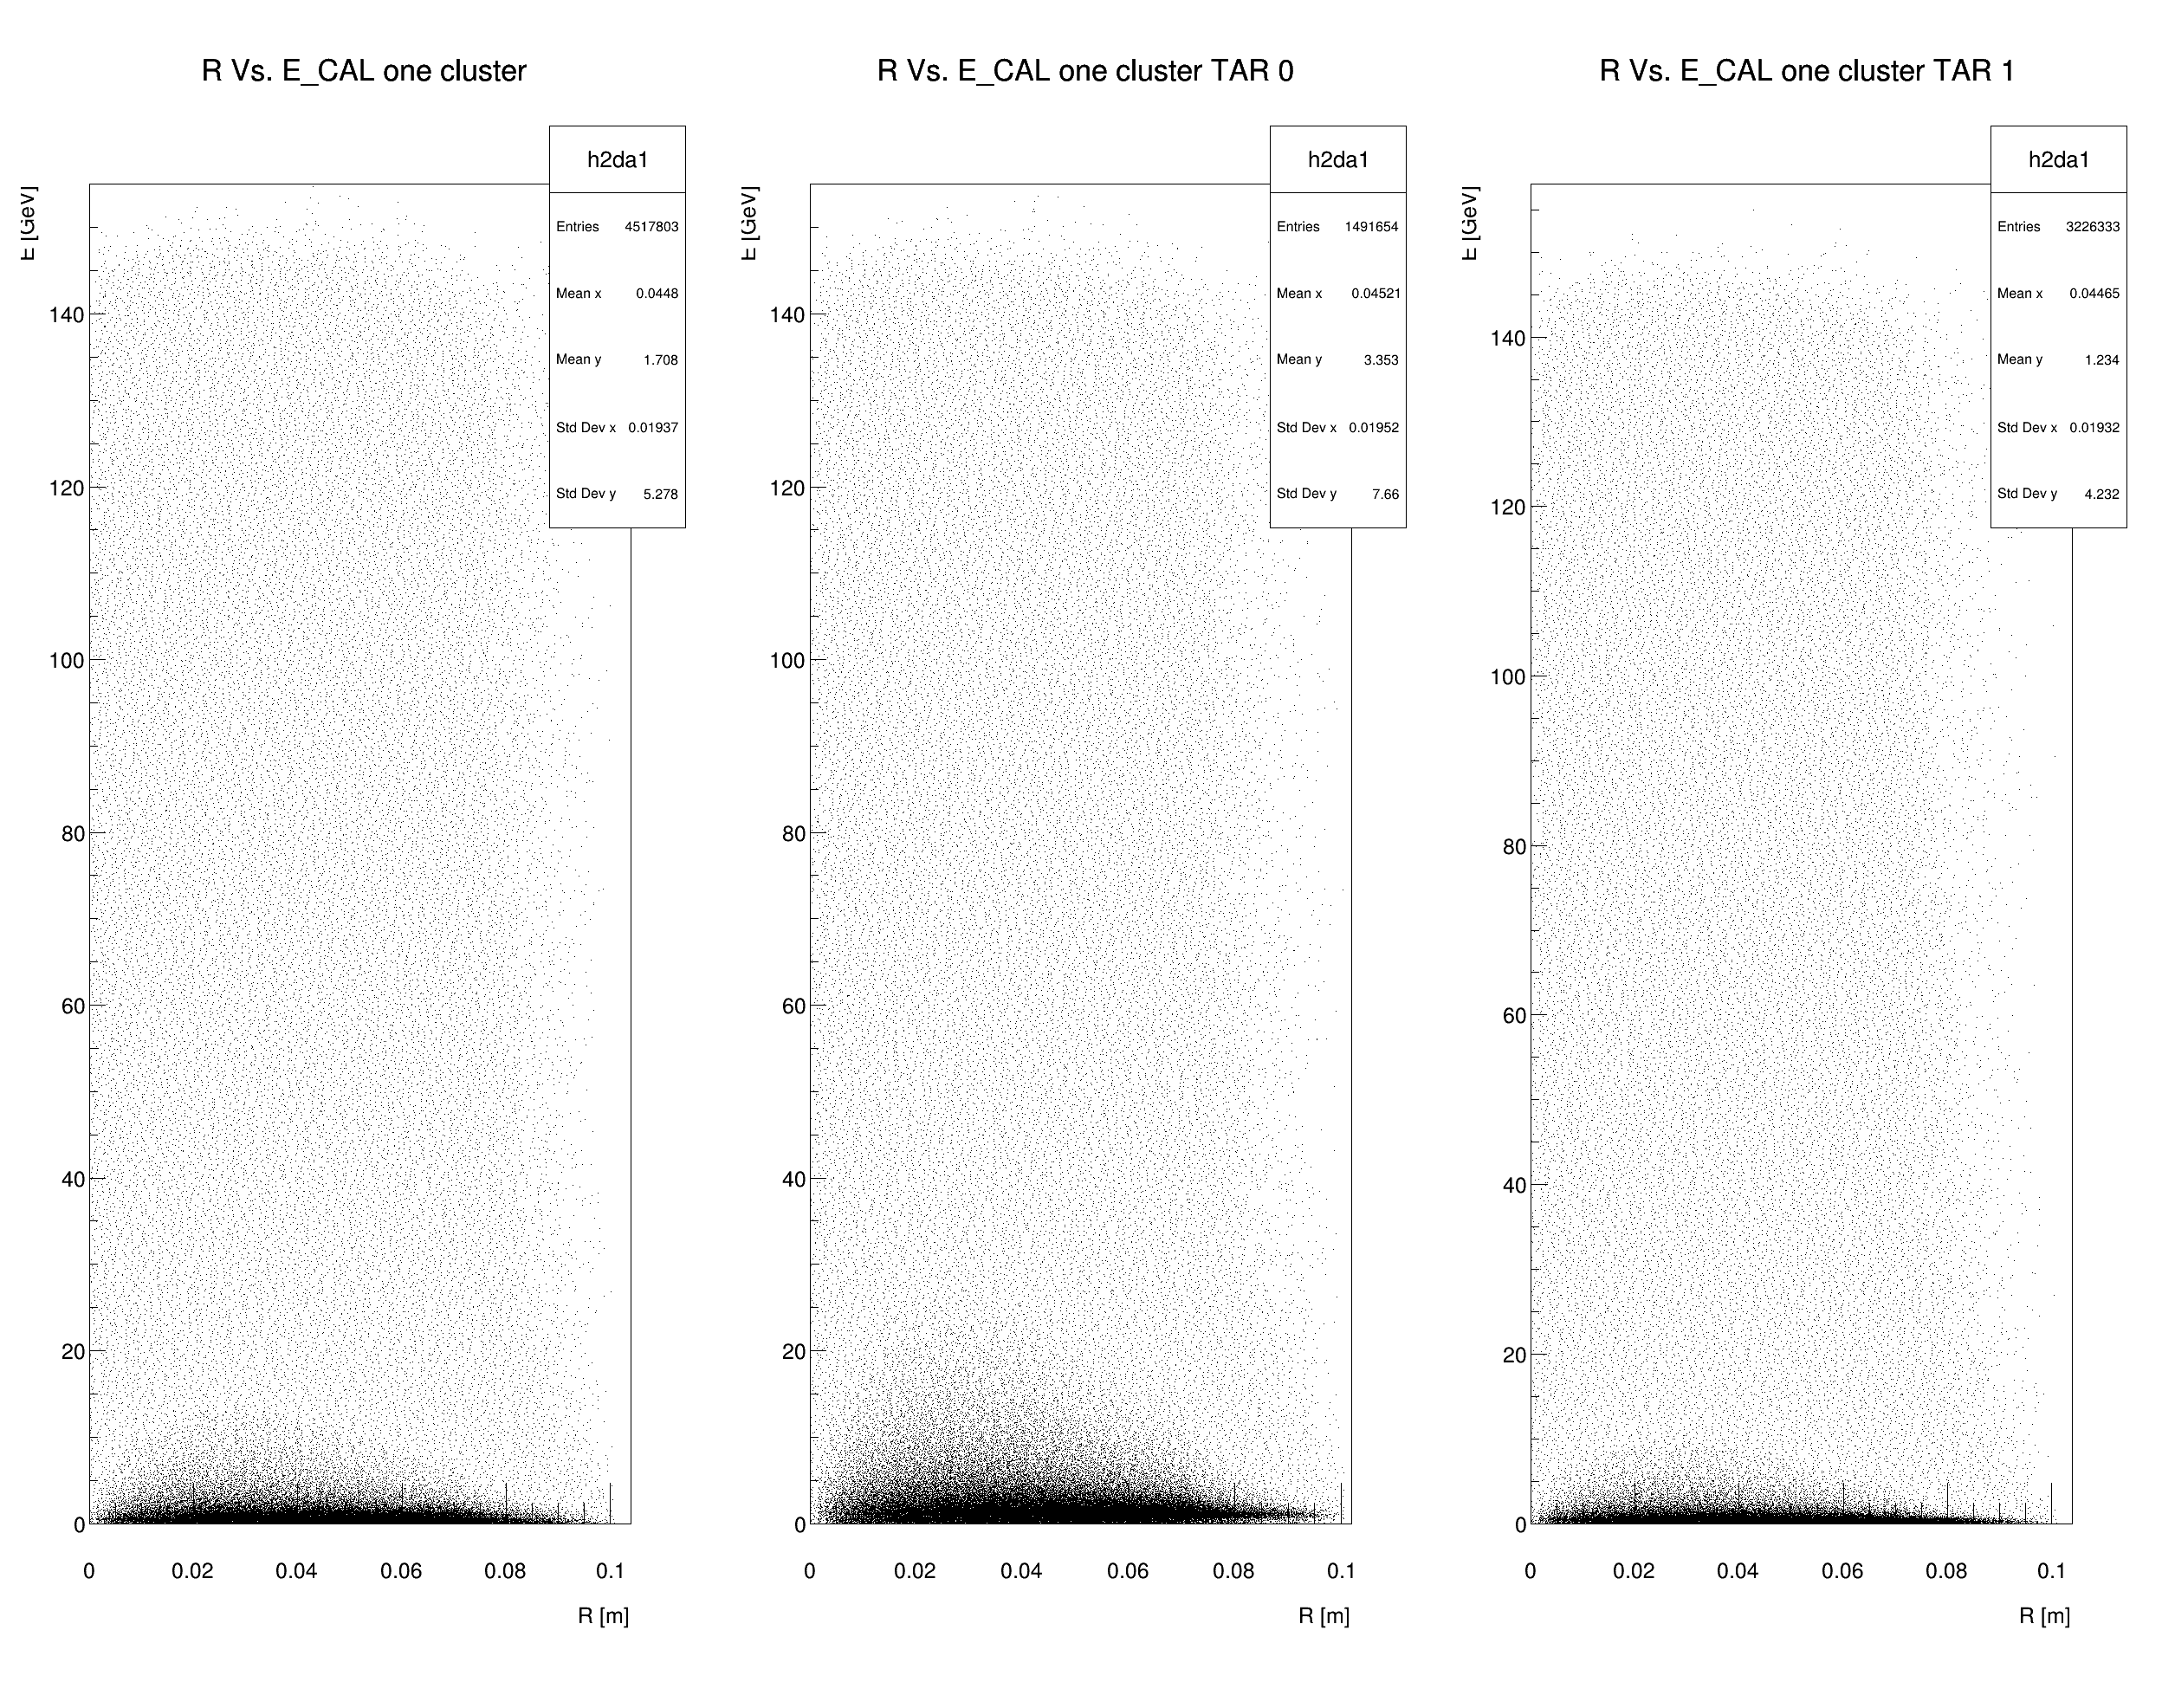 R Vs. E_CAL one cluster
h2da1
Entries 4517803
Mean x 0.0448
Mean y 1.708
Std Dev x 0.01937
Std Dev y 5.278
E [GeV]
140
120
100
80
60
40
20
0
0 0.02 0.04 0.06 0.08 0.1
R [m]
R Vs. E_CAL one cluster TAR 0
h2da1
Entries 1491654
Mean x 0.04521
Mean y 3.353
Std Dev x 0.01952
Std Dev y 7.66
E [GeV]
140
120
100
80
60
40
20
0
0 0.02 0.04 0.06 0.08 0.1
R [m]
R Vs. E_CAL one cluster TAR 1
h2da1
Entries 3226333
Mean x 0.04465
Mean y 1.234
Std Dev x 0.01932
Std Dev y 4.232
E [GeV]
140
120
100
80
60
40
20
0
0 0.02 0.04 0.06 0.08 0.1
R [m]